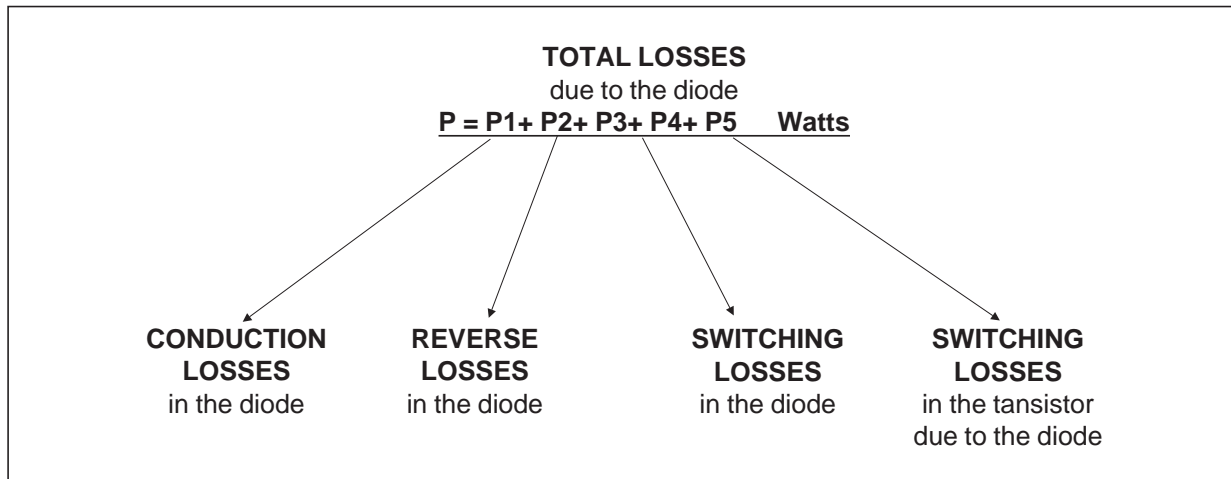 TOTAL LOSSES
due to the diode
P = P1+ P2+ P3+ P4+ P5 Watts
CONDUCTION
LOSSES
in the diode
REVERSE
LOSSES
in the diode
SWITCHING
LOSSES
in the diode
SWITCHING
LOSSES
in the tansistor
due to the diode